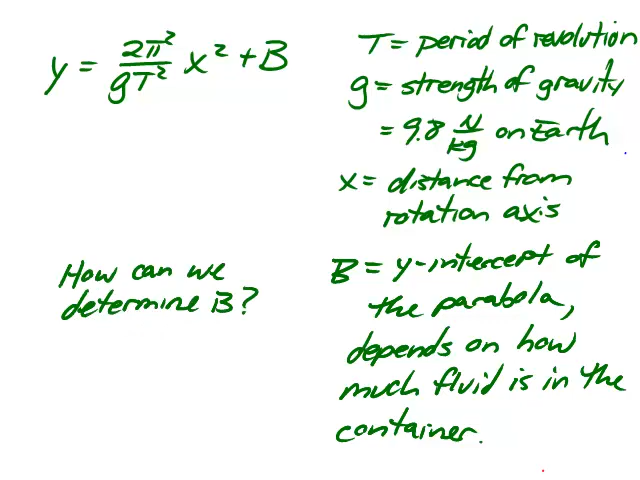 y = 2π²/gT² x² + B
T = period of revolution
g = strength of gravity
= 9.8 N/kg on Earth
x = distance from
rotation axis
How can we
determine B?
B = y-intercept of
the parabola,
depends on how
much fluid is in the
container.